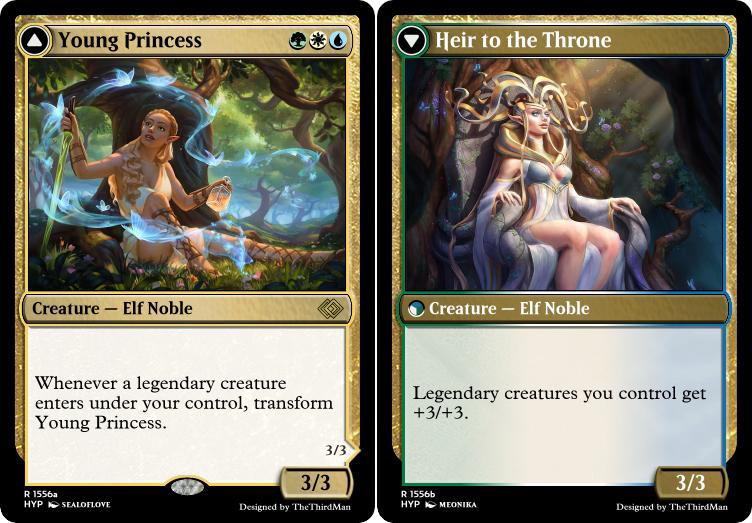 Young Princess
Creature — Elf Noble
Whenever a legendary creature
enters under your control, transform
Young Princess.
3/3
3/3
R 1556a
HYP SEALOFLOVE
Designed by TheThirdMan
Heir to the Throne
Creature — Elf Noble
Legendary creatures you control get
+3/+3.
3/3
R 1556b
HYP MEONIKA
Designed by TheThirdMan